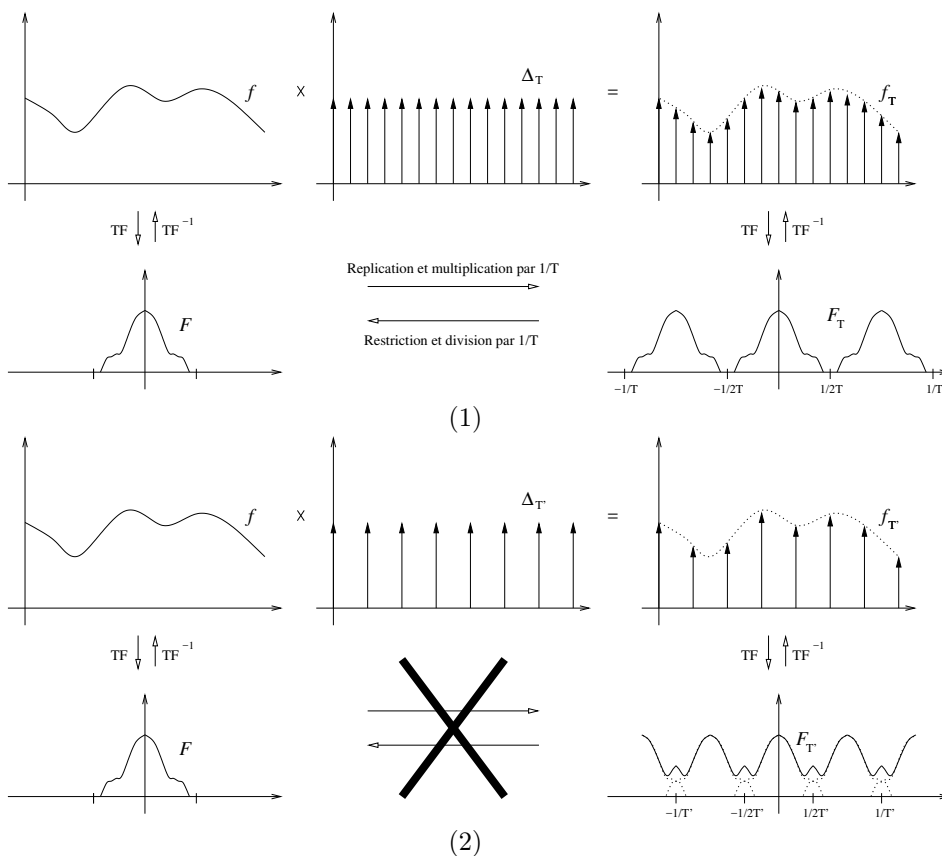 f × Δ_T = f_T
TF TF⁻¹ TF TF⁻¹
Replication et multiplication par 1/T
F F_T
Restriction et division par 1/T
−1/T −1/2T 1/2T 1/T
(1)
f × Δ_T' = f_T'
TF TF⁻¹ TF TF⁻¹
F F_T'
−1/T' −1/2T' 1/2T' 1/T'
(2)